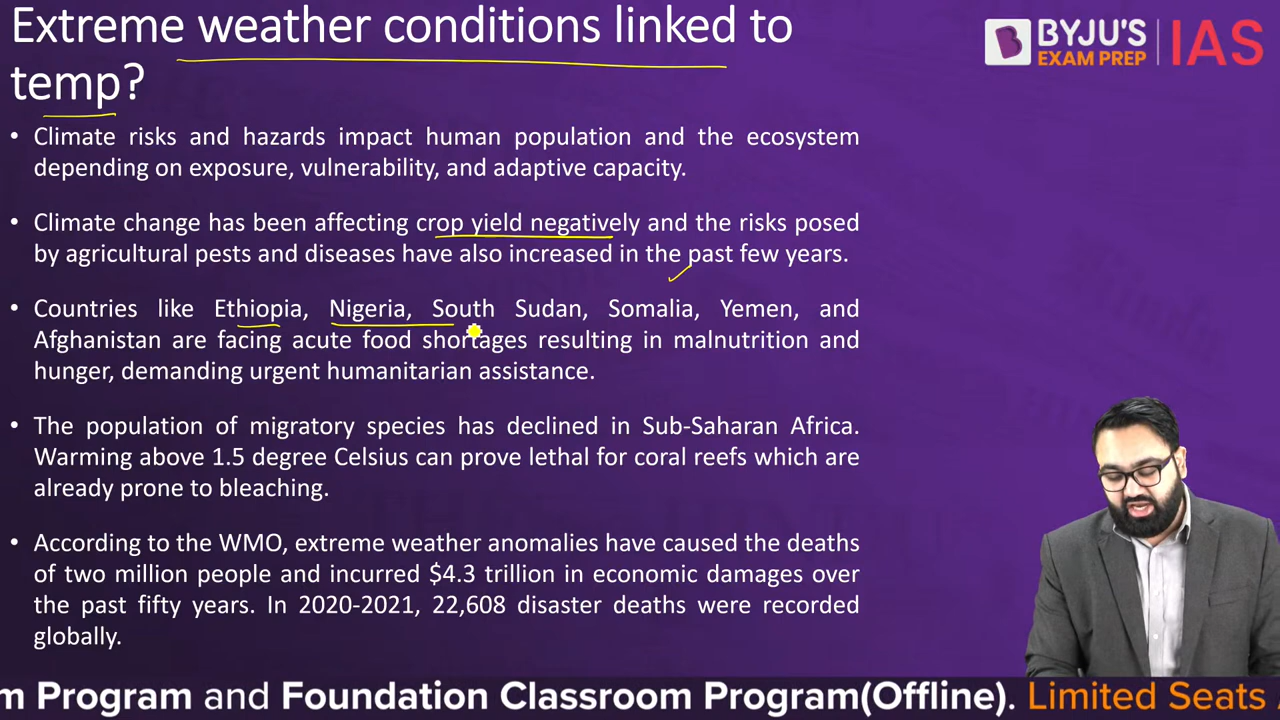 Extreme weather conditions linked to
temp?
BYJU'S
EXAM PREP
IAS
• Climate risks and hazards impact human population and the ecosystem
depending on exposure, vulnerability, and adaptive capacity.
• Climate change has been affecting crop yield negatively and the risks posed
by agricultural pests and diseases have also increased in the past few years.
• Countries like Ethiopia, Nigeria, South Sudan, Somalia, Yemen, and
Afghanistan are facing acute food shortages resulting in malnutrition and
hunger, demanding urgent humanitarian assistance.
• The population of migratory species has declined in Sub-Saharan Africa.
Warming above 1.5 degree Celsius can prove lethal for coral reefs which are
already prone to bleaching.
• According to the WMO, extreme weather anomalies have caused the deaths
of two million people and incurred $4.3 trillion in economic damages over
the past fifty years. In 2020-2021, 22,608 disaster deaths were recorded
globally.
m Program and Foundation Classroom Program(Offline). Limited Seats